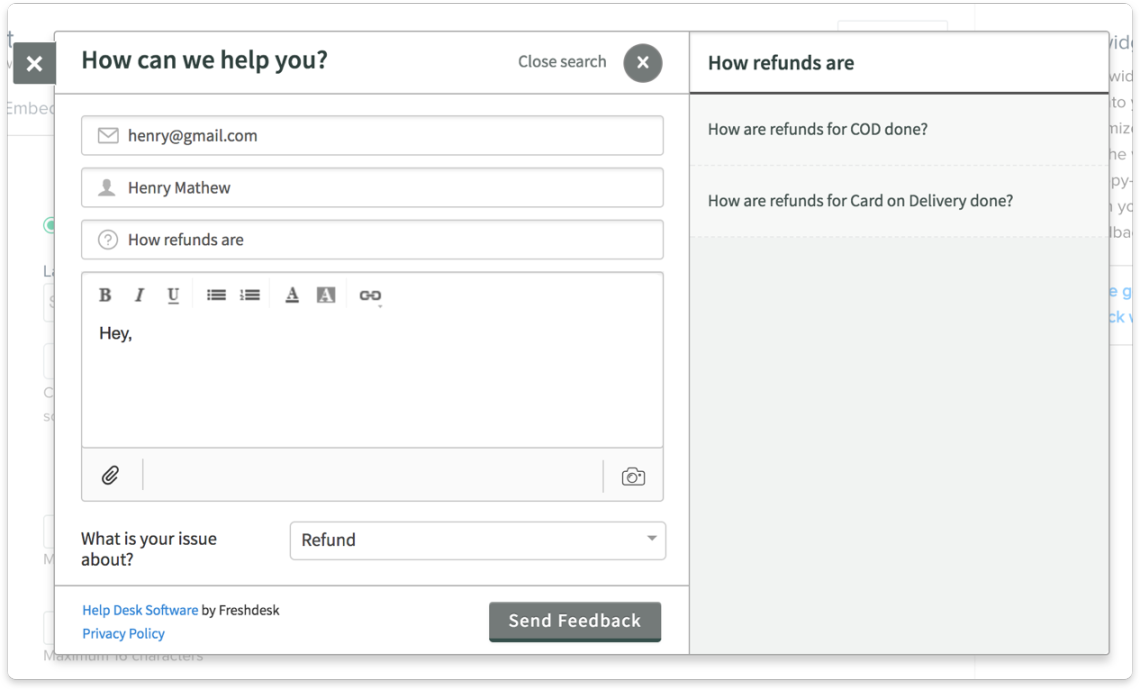 How can we help you?
Close search
How refunds are
henry@gmail.com
How are refunds for COD done?
Henry Mathew
How are refunds for Card on Delivery done?
How refunds are
B I U A A
Hey,
What is your issue
about?
Refund
Help Desk Software by Freshdesk
Privacy Policy
Send Feedback
Maximum 16 characters